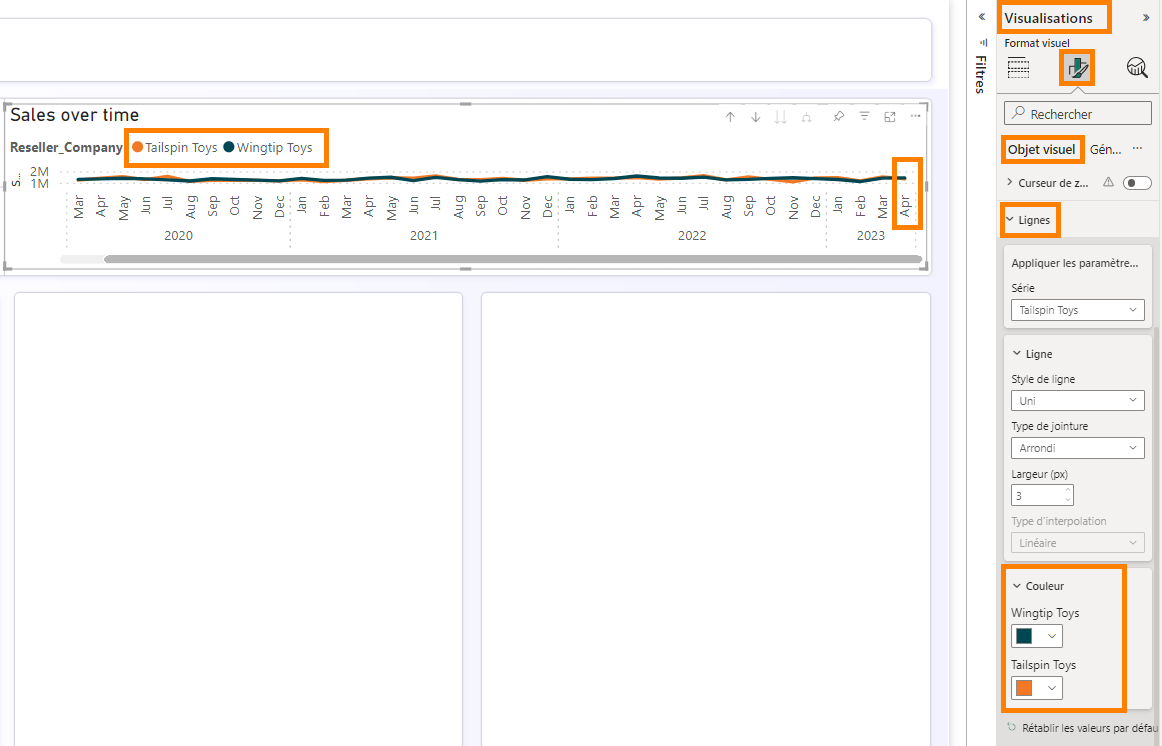 Sales over time
Reseller_Company Tailspin Toys Wingtip Toys
S...
2M
1M
Mar Apr May Jun Jul Aug Sep Oct Nov Dec Jan Feb Mar Apr May Jun Jul Aug Sep Oct Nov Dec Jan Feb Mar Apr May Jun Jul Aug Sep Oct Nov Dec Jan Feb Mar Apr
2020 2021 2022 2023
Filtres
Visualisations
Format visuel
Rechercher
Objet visuel Gén... ...
Curseur de z...
Lignes
Appliquer les paramètre...
Série
Tailspin Toys
Ligne
Style de ligne
Uni
Type de jointure
Arrondi
Largeur (px)
3
Type d'interpolation
Linéaire
Couleur
Wingtip Toys
Tailspin Toys
Rétablir les valeurs par défau